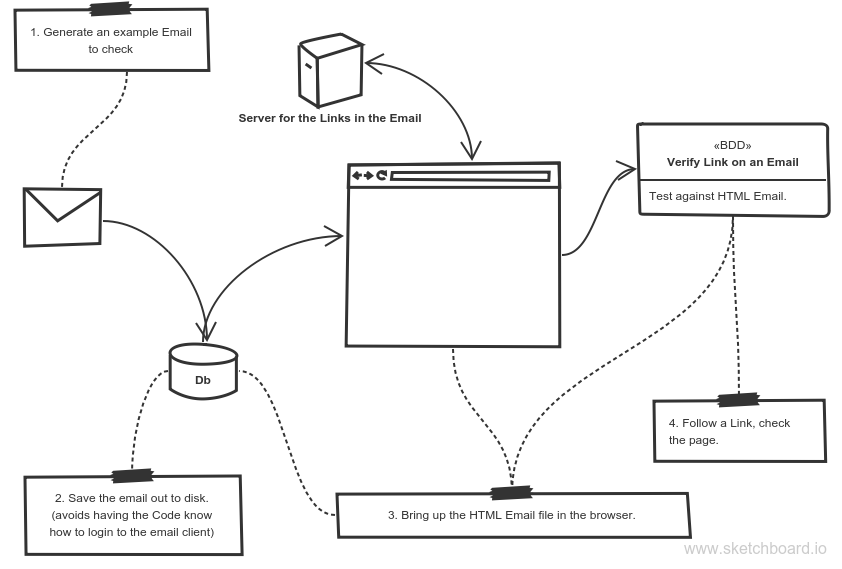 1. Generate an example Email
to check
Server for the Links in the Email
«BDD»
Verify Link on an Email
Test against HTML Email.
Db
4. Follow a Link, check
the page.
2. Save the email out to disk.
(avoids having the Code know
how to login to the email client)
3. Bring up the HTML Email file in the browser.
www.sketchboard.io